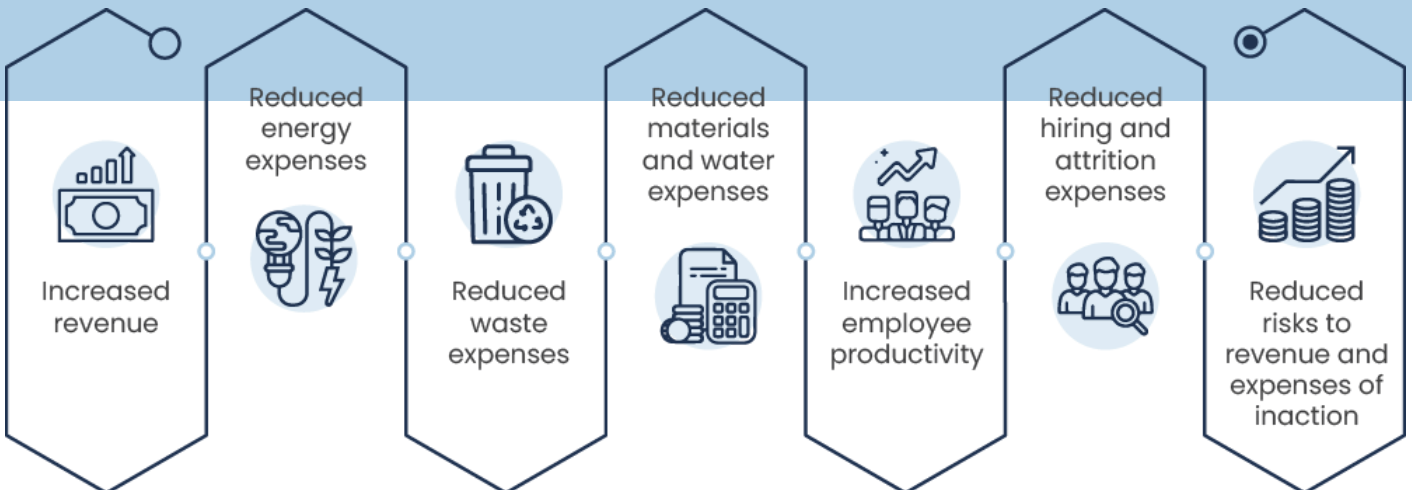 Increased
revenue
Reduced
energy
expenses
Reduced
waste
expenses
Reduced
materials
and water
expenses
Increased
employee
productivity
Reduced
hiring and
attrition
expenses
Reduced
risks to
revenue and
expenses of
inaction